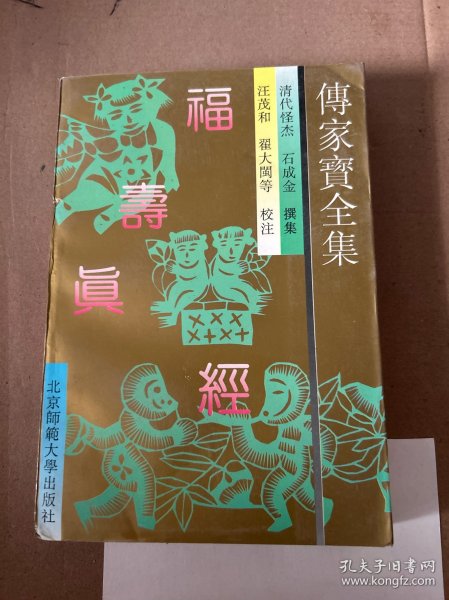 傳家寶全集
清代怪杰 石成金 撰集
汪茂和 翟大閩等 校注
福壽眞經
北京師範大學出版社
孔夫子旧书网
www.kongfz.com